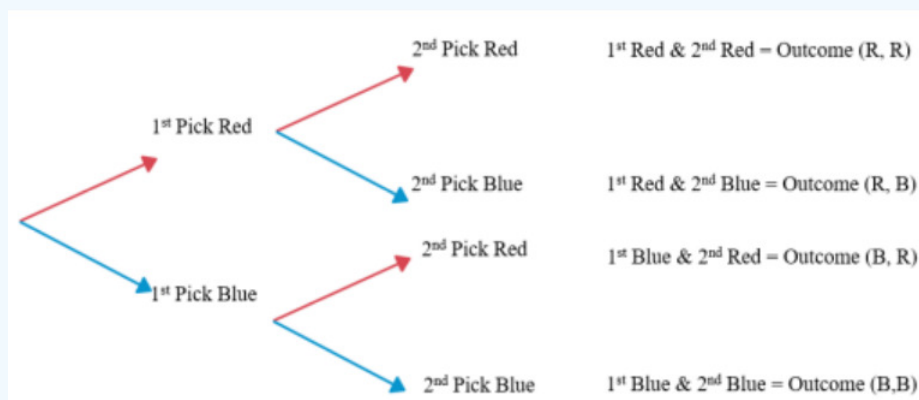 2nd Pick Red 1st Red & 2nd Red = Outcome (R, R)
1st Pick Red
2nd Pick Blue 1st Red & 2nd Blue = Outcome (R, B)
2nd Pick Red 1st Blue & 2nd Red = Outcome (B, R)
1st Pick Blue
2nd Pick Blue 1st Blue & 2nd Blue = Outcome (B,B)